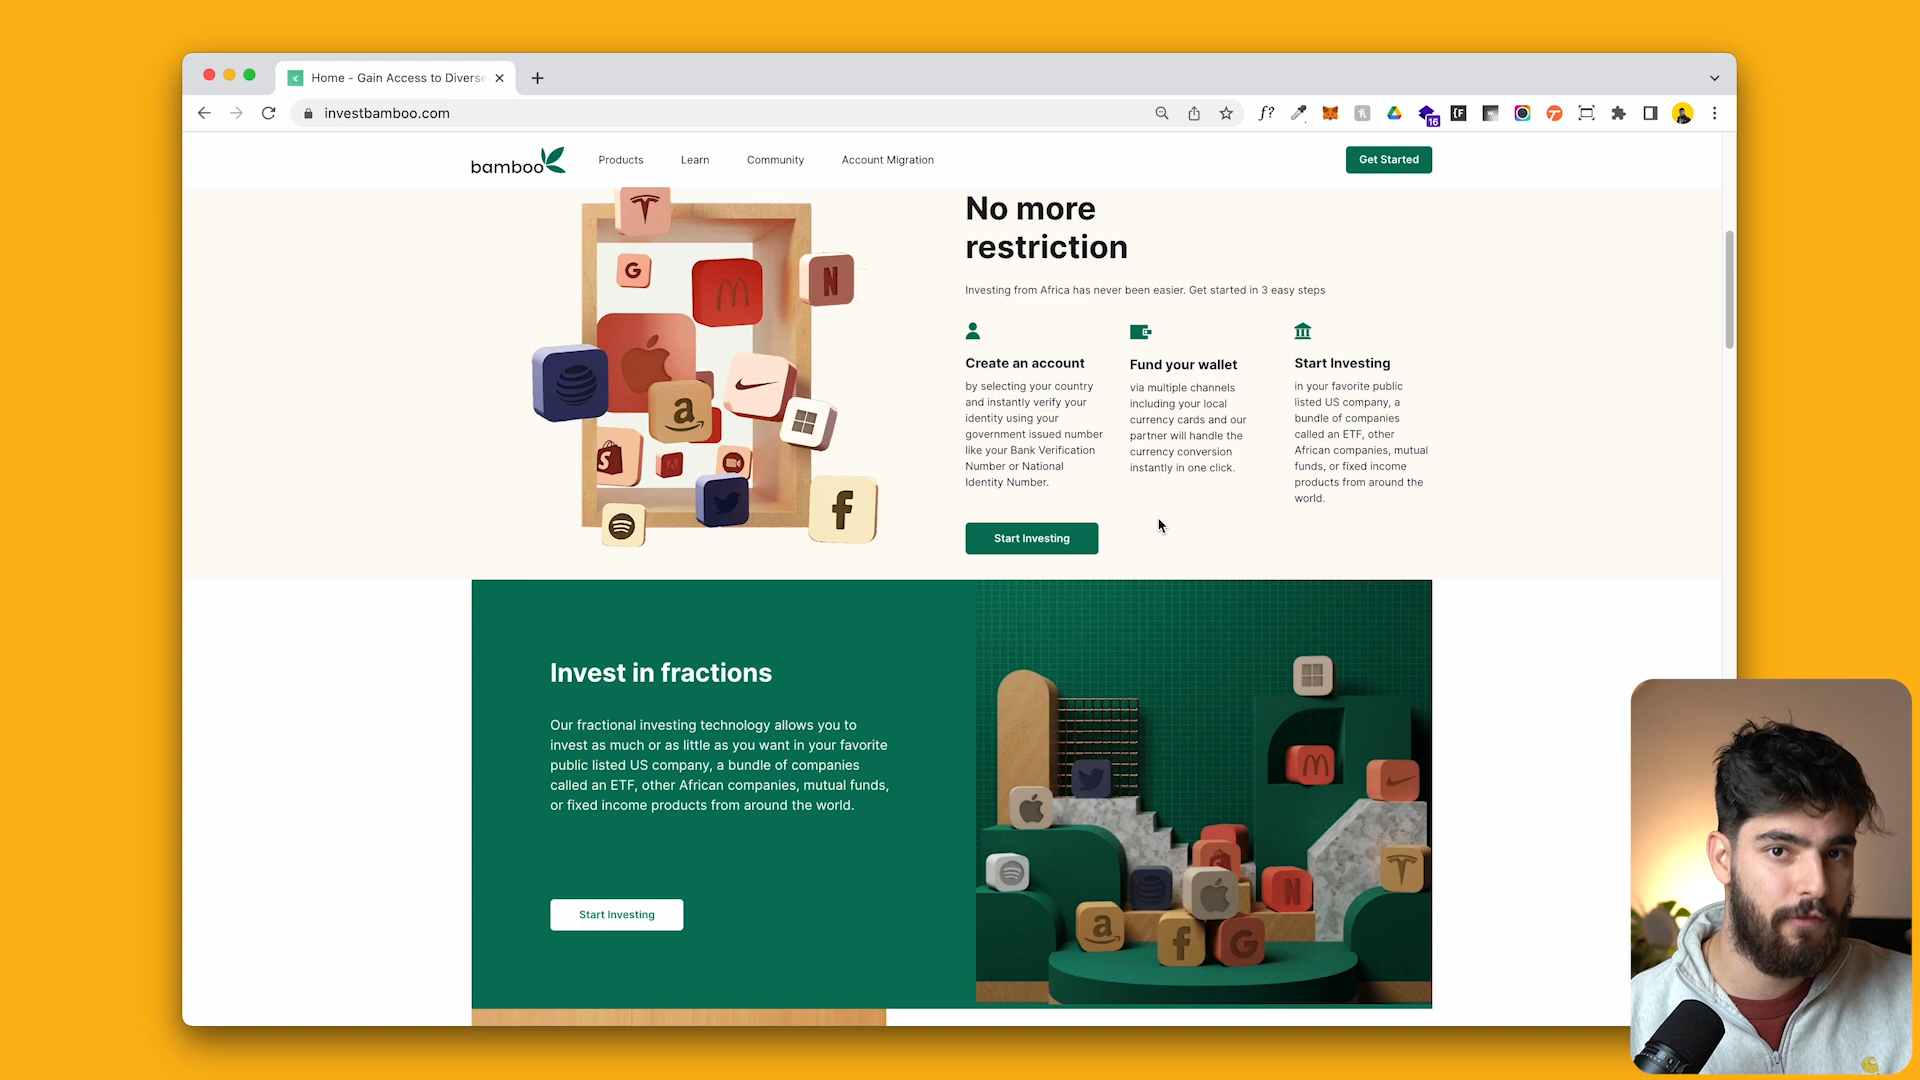 Home - Gain Access to Diverse
investbamboo.com
f?
16
bamboo
Products
Learn
Community
Account Migration
Get Started
No more
restriction
Investing from Africa has never been easier. Get started in 3 easy steps
Create an account
by selecting your country
and instantly verify your
identity using your
government issued number
like your Bank Verification
Number or National
Identity Number.
Fund your wallet
via multiple channels
including your local
currency cards and our
partner will handle the
currency conversion
instantly in one click.
Start Investing
in your favorite public
listed US company, a
bundle of companies
called an ETF, other
African companies, mutual
funds, or fixed income
products from around the
world.
Start Investing
Invest in fractions
Our fractional investing technology allows you to
invest as much or as little as you want in your favorite
public listed US company, a bundle of companies
called an ETF, other African companies, mutual funds,
or fixed income products from around the world.
Start Investing